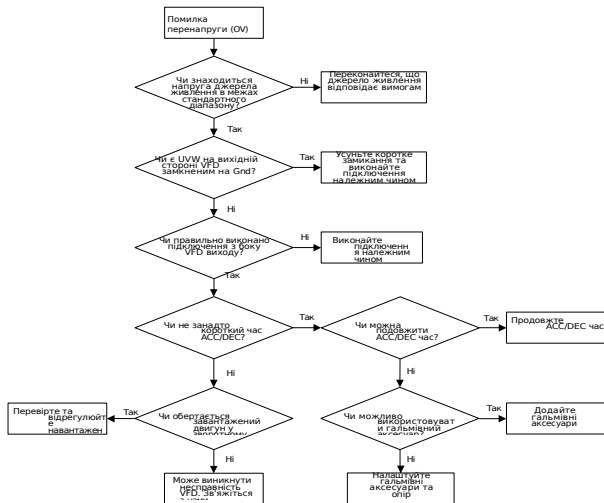 Помилка
перенапруги (OV)
Чи знаходиться
напруга джерела
живлення в межах
стандартного
діапазону?
Ні
Переконайтеся, що
джерело живлення
відповідає вимогам
Так
Чи є UVW на вихідній
стороні VFD
замкненим на Gnd?
Так
Усуньте коротке
замикання та
виконайте
підключення
належним чином
Ні
Чи правильно виконано
підключення з боку
VFD виходу?
Ні
Виконайте
підключенн
я належним
чином
Так
Чи не занадто
короткий час
ACC/DEC?
Так
Чи можна
подовжити
ACC/DEC час?
Так
Продовжте
ACC/DEC час
Ні
Ні
Перевірте та
відрегулюйт
е
навантажен
Так
Чи обертається
завантажений
двигун у
зворотному
Чи можливо
використовуват
и гальмівний
аксесуар?
Так
Додайте
гальмівні
аксесуари
Ні
Ні
Може виникнути
несправність
VFD. Зв'яжіться
з нами
Налаштуйте
гальмівні
аксесуари та
опір